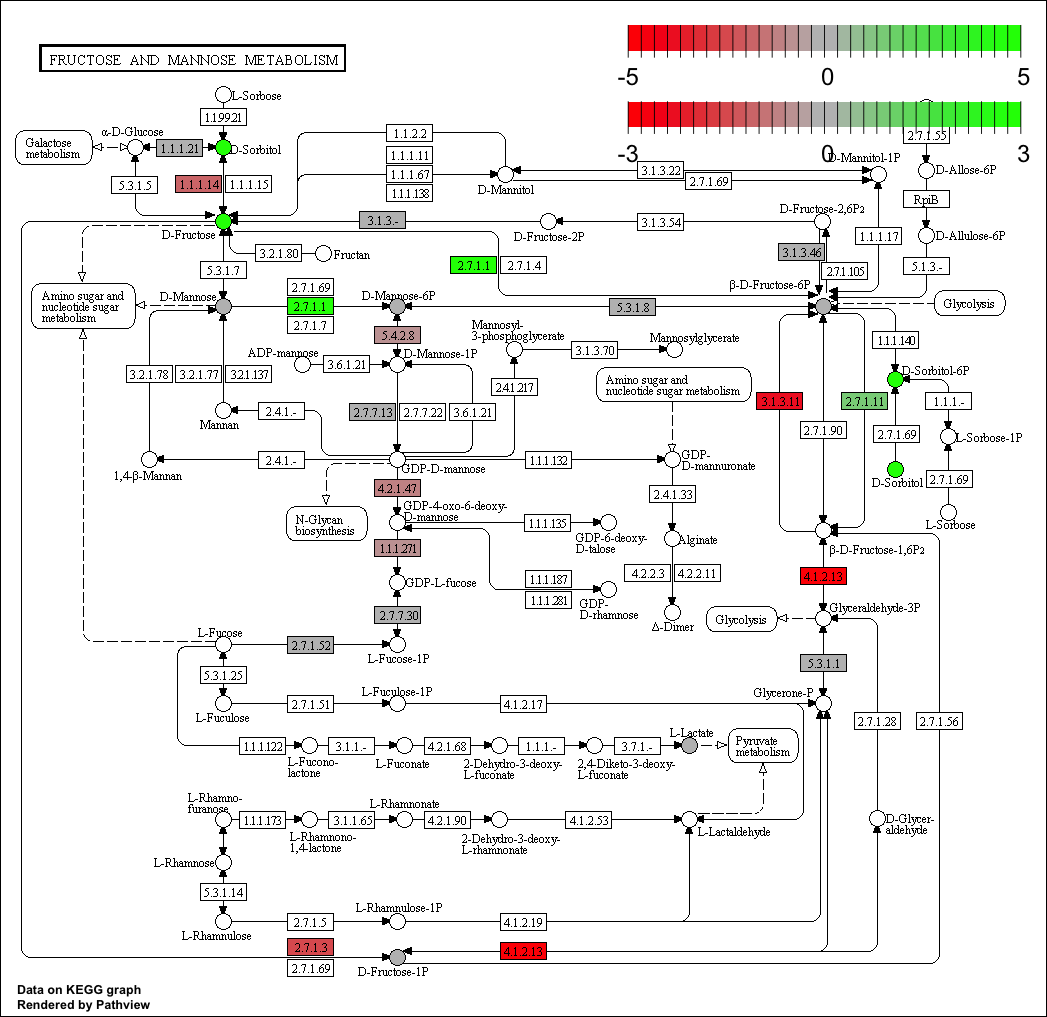 FRUCTOSE AND MANNOSE METABOLISM
-5
0
5
-3
0
3
L-Sorbose
1.1.99.21
α-D-Glucose
Galactose
metabolism
1.1.1.21
D-Sorbitol
5.3.1.5
1.1.1.14
1.1.1.15
D-Fructose
1.1.2.2
1.1.1.11
1.1.1.67
1.1.1.138
D-Mannitol
3.1.3.22
2.7.1.69
D-Mannitol-1P
2.7.1.55
D-Allose-6P
RpiB
D-Allulose-6P
5.3.1.-
3.1.3.-
D-Fructose-2P
3.1.3.54
D-Fructose-2,6P2
1.1.1.17
3.1.3.46
2.7.1.105
3.2.1.80
Fructan
5.3.1.7
2.7.1.1
2.7.1.4
β-D-Fructose-6P
Glycolysis
Amino sugar and
nucleotide sugar
metabolism
D-Mannose
2.7.1.69
2.7.1.1
2.7.1.7
D-Mannose-6P
5.3.1.8
5.4.2.8
Mannosyl-
3-phosphoglycerate
3.1.3.70
Mannosylglycerate
1.1.1.140
ADP-mannose
3.6.1.21
D-Mannose-1P
3.2.1.78
3.2.1.77
3.2.1.137
2.4.1.217
Amino sugar and
nucleotide sugar metabolism
D-Sorbitol-6P
3.1.3.11
2.7.1.11
1.1.1.-
Mannan
2.4.1.-
2.7.7.13
2.7.7.22
3.6.1.21
2.7.1.90
2.7.1.69
L-Sorbose-1P
1,4-β-Mannan
2.4.1.-
GDP-D-mannose
1.1.1.132
GDP-
D-mannuronate
D-Sorbitol
2.7.1.69
L-Sorbose
N-Glycan
biosynthesis
4.2.1.47
GDP-4-oxo-6-deoxy-
D-mannose
2.4.1.33
1.1.1.135
GDP-6-deoxy-
D-talose
Alginate
1.1.1.271
β-D-Fructose-1,6P2
GDP-L-fucose
1.1.1.187
1.1.1.281
GDP-
D-rhamnose
4.2.2.3
4.2.2.11
4.1.2.13
Δ-Dimer
Glycolysis
Glyceraldehyde-3P
2.7.7.30
L-Fucose
2.7.1.52
L-Fucose-1P
5.3.1.1
5.3.1.25
L-Fuculose
2.7.1.51
L-Fuculose-1P
4.1.2.17
Glycerone-P
2.7.1.28
2.7.1.56
1.1.1.122
L-Fucono-
lactone
3.1.1.-
L-Fuconate
4.2.1.68
2-Dehydro-3-deoxy-
L-fuconate
1.1.1.-
2,4-Diketo-3-deoxy-
L-fuconate
3.7.1.-
L-Lactate
Pyruvate
metabolism
L-Rhamno-
furanose
1.1.1.173
L-Rhamnono-
1,4-lactone
3.1.1.65
L-Rhamnonate
4.2.1.90
2-Dehydro-3-deoxy-
L-rhamnonate
4.1.2.53
L-Lactaldehyde
D-Glycer-
aldehyde
L-Rhamnose
5.3.1.14
L-Rhamnulose
2.7.1.5
L-Rhamnulose-1P
4.1.2.19
2.7.1.3
2.7.1.69
D-Fructose-1P
4.1.2.13
Data on KEGG graph
Rendered by Pathview